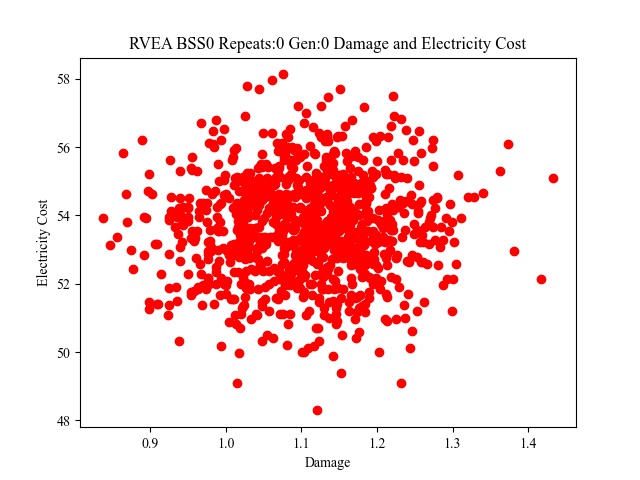 RVEA BSS0 Repeats:0 Gen:0 Damage and Electricity Cost
58
56
54
52
50
48
Electricity Cost
0.9 1.0 1.1 1.2 1.3 1.4
Damage